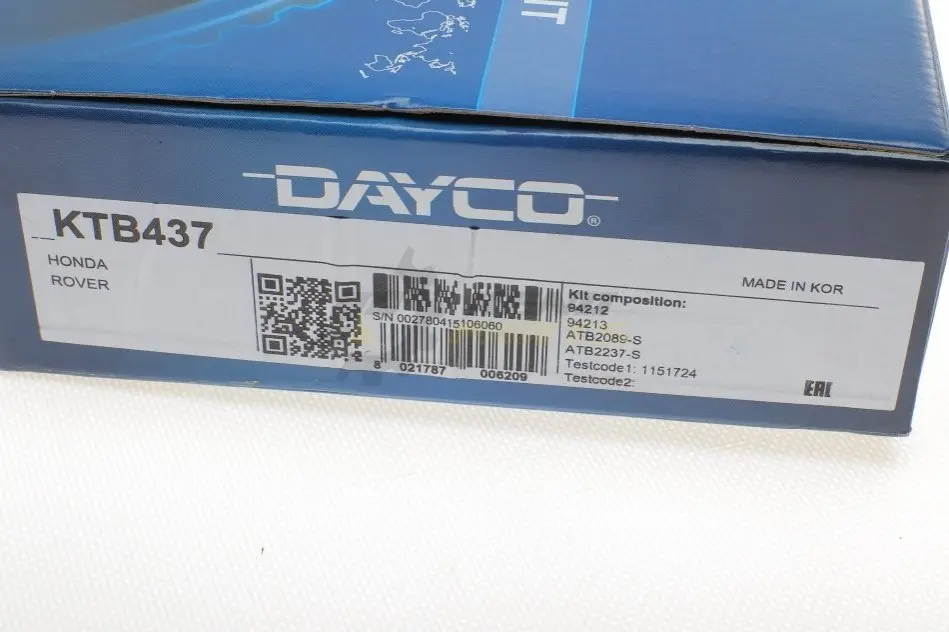 IT
DAYCO®
KTB437
HONDA
ROVER
MADE IN KOR
S/N 002780415106060
8 021787 006209
Kit composition:
94212
94213
ATB2089-S
ATB2237-S
Testcode1: 1151724
Testcode2:
EAC